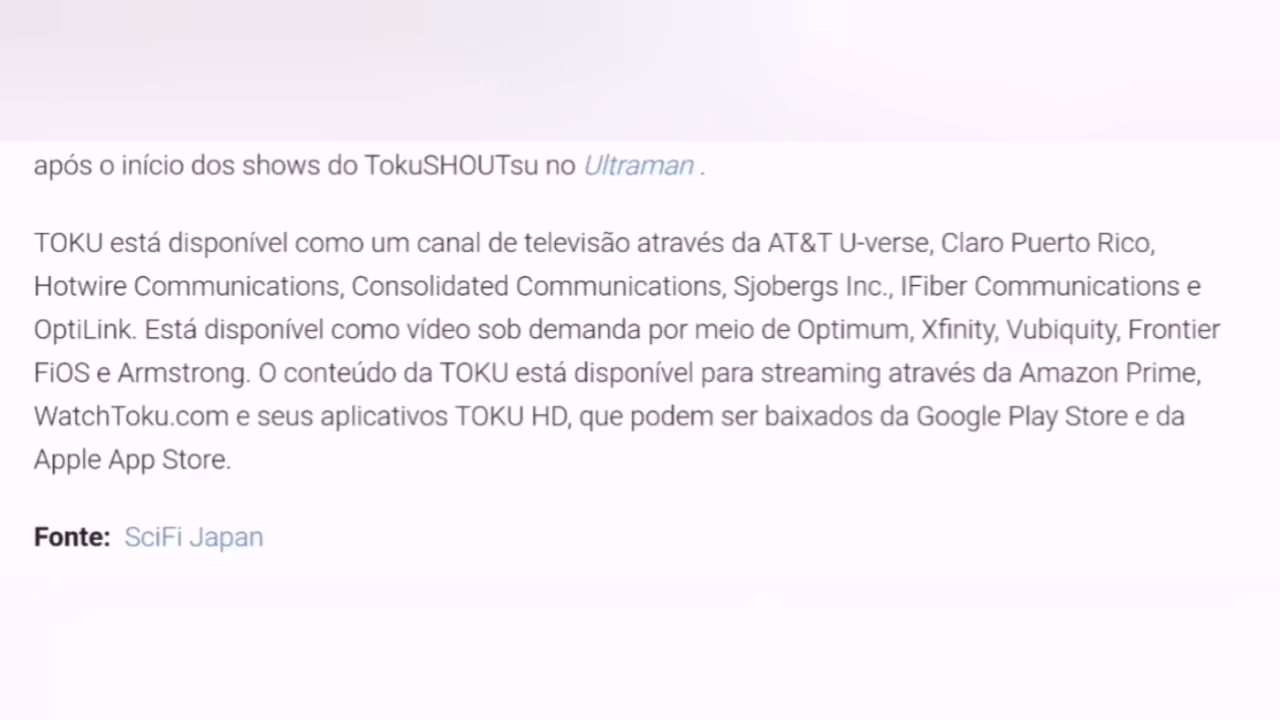 após o início dos shows do TokuSHOUTsu no Ultraman .
TOKU está disponível como um canal de televisão através da AT&T U-verse, Claro Puerto Rico,
Hotwire Communications, Consolidated Communications, Sjobergs Inc., IFiber Communications e
OptiLink. Está disponível como vídeo sob demanda por meio de Optimum, Xfinity, Vubiquity, Frontier
FiOS e Armstrong. O conteúdo da TOKU está disponível para streaming através da Amazon Prime,
WatchToku.com e seus aplicativos TOKU HD, que podem ser baixados da Google Play Store e da
Apple App Store.
Fonte: SciFi Japan